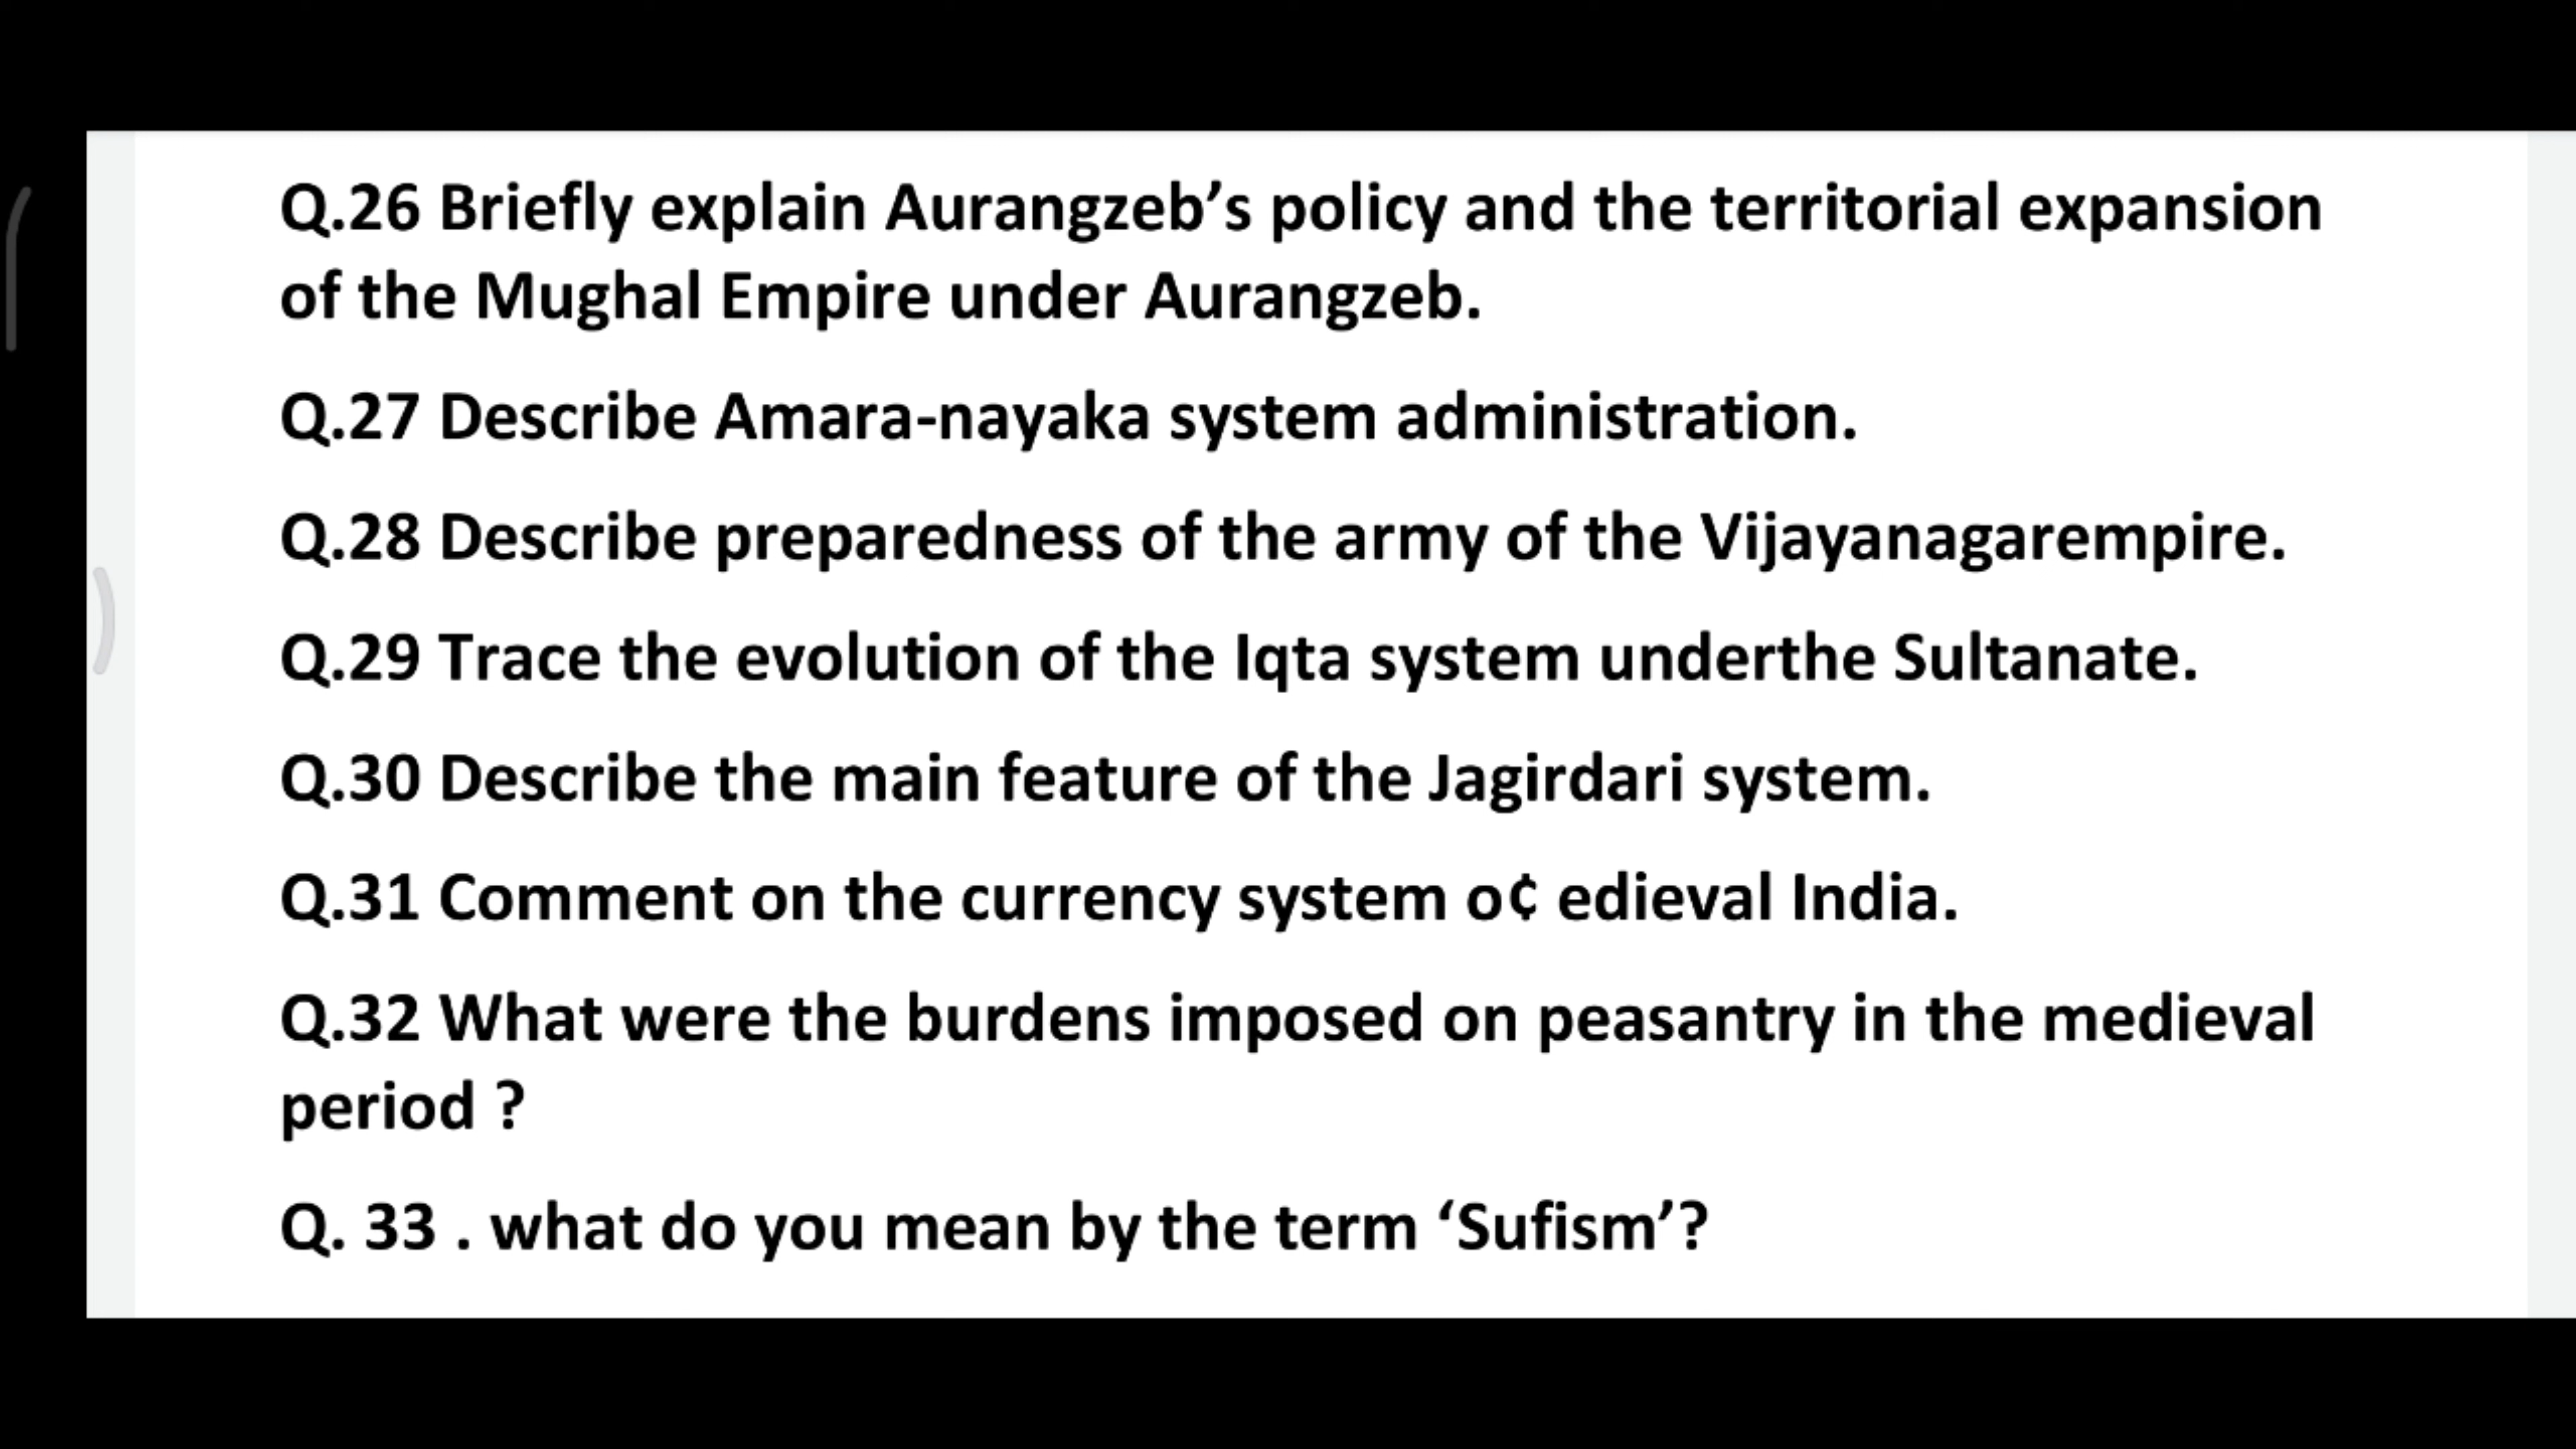 Q.26 Briefly explain Aurangzeb’s policy and the territorial expansion
of the Mughal Empire under Aurangzeb.
Q.27 Describe Amara-nayaka system administration.
Q.28 Describe preparedness of the army of the Vijayanagarempire.
Q.29 Trace the evolution of the Iqta system underthe Sultanate.
Q.30 Describe the main feature of the Jagirdari system.
Q.31 Comment on the currency system o¢ edieval India.
Q.32 What were the burdens imposed on peasantry in the medieval
period ?
Q. 33 . what do you mean by the term ‘Sufism’?